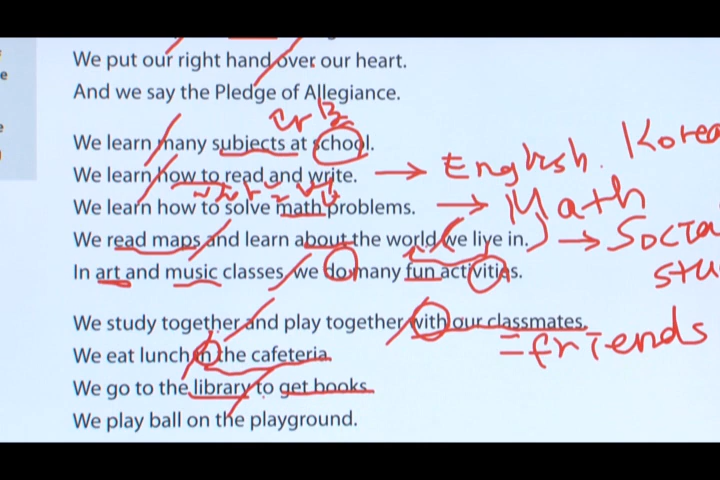 We put our right hand over our heart.
And we say the Pledge of Allegiance.
We learn many subjects at school.
We learn how to read and write. → English. Korea
We learn how to solve math problems. → Math
We read maps and learn about the world we live in. → Socia
In art and music classes, we do many fun activities. stu
We study together and play together with our classmates.
= friends
We eat lunch in the cafeteria.
We go to the library to get books.
We play ball on the playground.